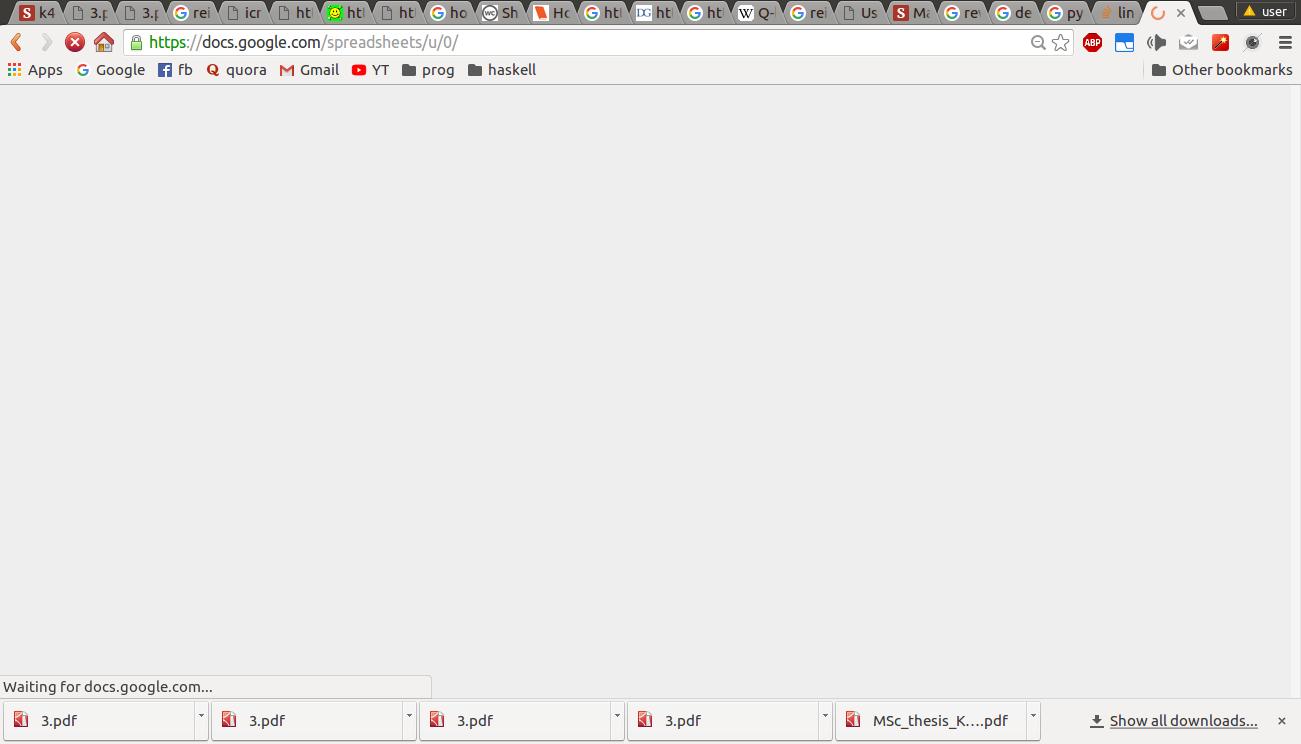 k4 3.p 3.p rei icr ht ht ht ho Sh Ho ht ht ht Q- rei Us Ma re de py lin user
https://docs.google.com/spreadsheets/u/0/ ABP
Apps Google fb quora Gmail YT prog haskell Other bookmarks
Waiting for docs.google.com...
3.pdf 3.pdf 3.pdf 3.pdf MSc_thesis_K....pdf Show all downloads...